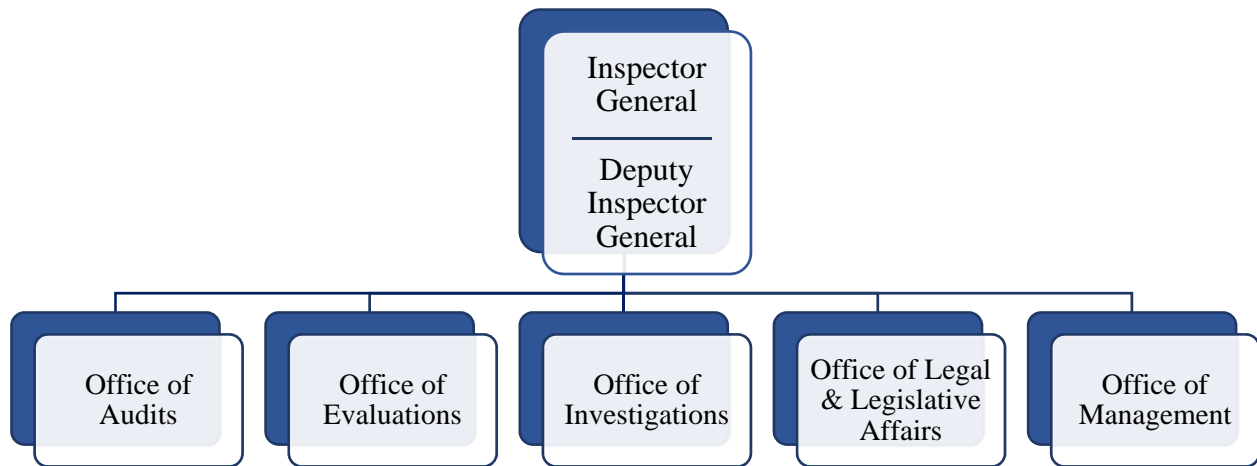 Inspector
General
Deputy
Inspector
General
Office of
Audits
Office of
Evaluations
Office of
Investigations
Office of Legal
& Legislative
Affairs
Office of
Management